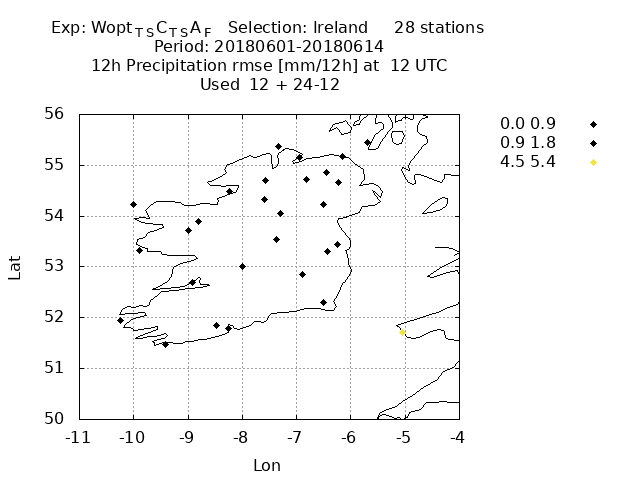 Exp: Wopt T S C T S A F   Selection: Ireland     28 stations
Period: 20180601-20180614
12h Precipitation rmse [mm/12h] at  12 UTC
Used  12 + 24-12
0.0 0.9
0.9 1.8
4.5 5.4
56
55
54
53
52
51
50
-11 -10 -9 -8 -7 -6 -5 -4
Lat
Lon